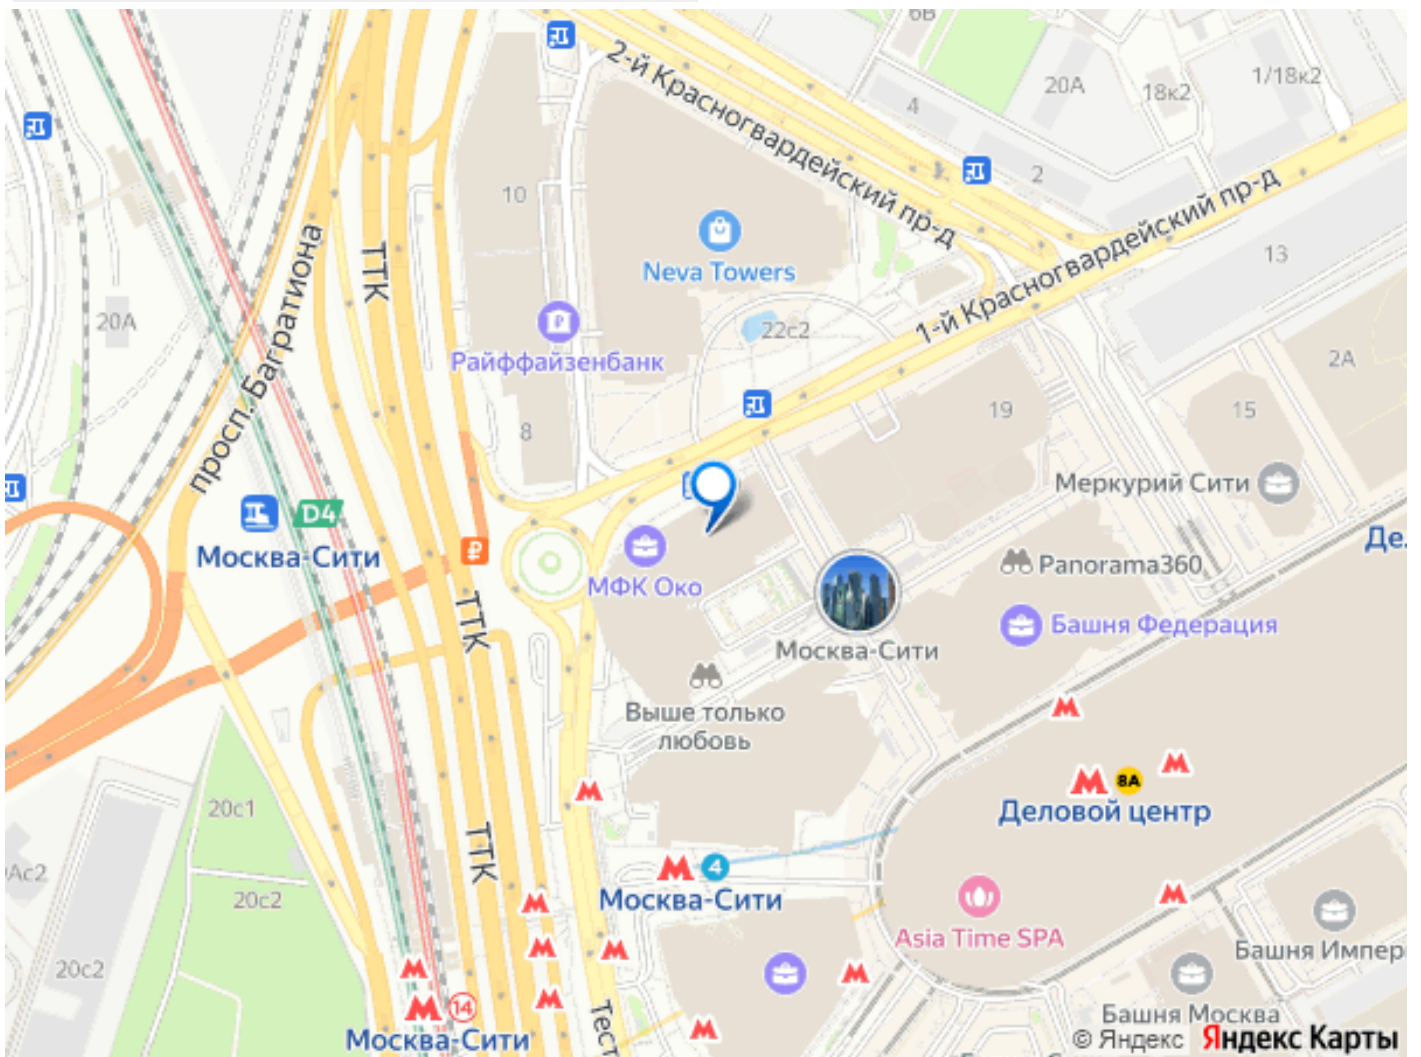 6В
2-й Красногвардейский пр-д
20А
1/18к2
18к2
4
2
10
1-й Красногвардейский пр-д
просп. Багратиона
ТТК
Neva Towers
13
20А
22с2
Райффайзенбанк
2А
19
15
8
Меркурий Сити
D4
Москва-Сити
Де
МФК Око
Panorama360
ТТК
Башня Федерация
Москва-Сити
Выше только
любовь
8А
Деловой центр
20с1
ТТК
Ас2
4
Москва-Сити
20с2
Asia Time SPA
Башня Импер
20с2
14
Москва-Сити
Тест
Башня Москва
© Яндекс Яндекс Карты